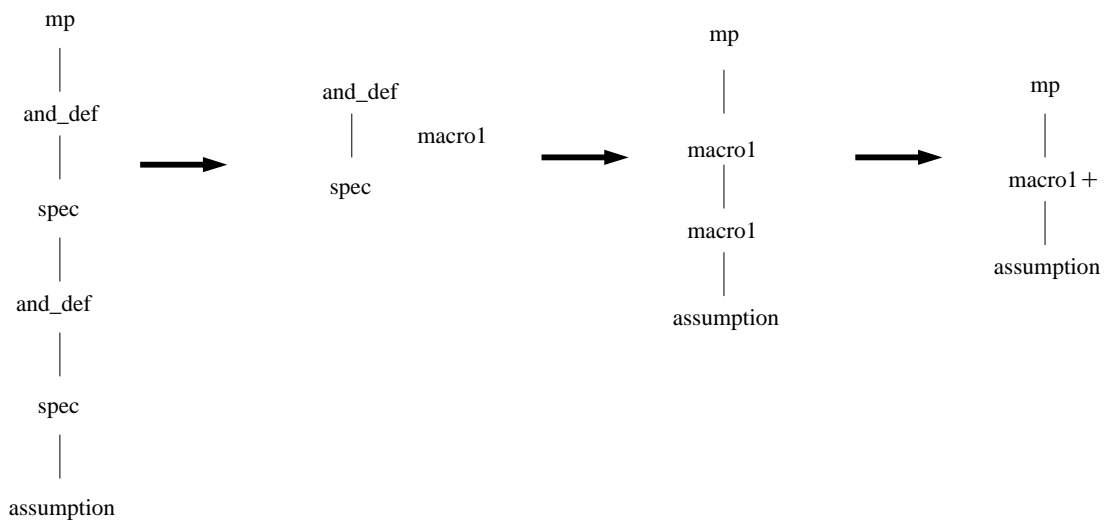 mp
and_def
spec
and_def
spec
assumption
and_def
spec
macro1
mp
macro1
macro1
assumption
mp
macro1+
assumption